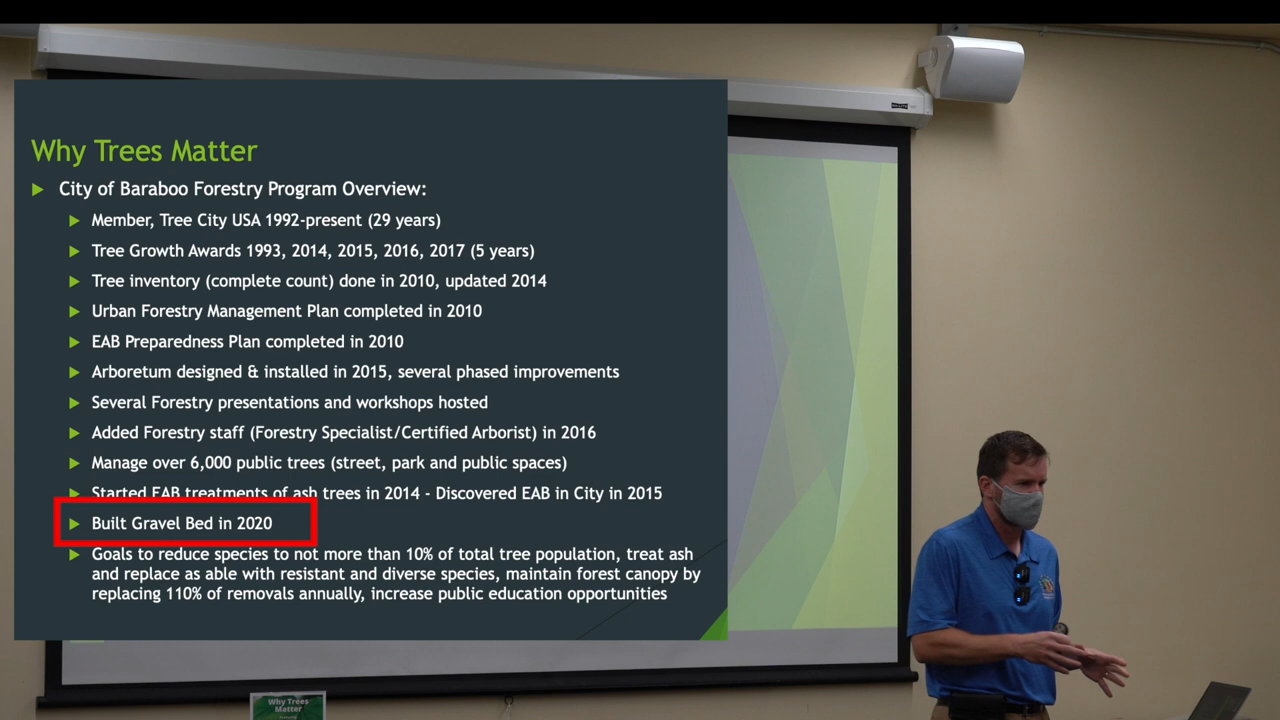 Why Trees Matter
City of Baraboo Forestry Program Overview:
Member, Tree City USA 1992-present (29 years)
Tree Growth Awards 1993, 2014, 2015, 2016, 2017 (5 years)
Tree inventory (complete count) done in 2010, updated 2014
Urban Forestry Management Plan completed in 2010
EAB Preparedness Plan completed in 2010
Arboretum designed & installed in 2015, several phased improvements
Several Forestry presentations and workshops hosted
Added Forestry staff (Forestry Specialist/Certified Arborist) in 2016
Manage over 6,000 public trees (street, park and public spaces)
Started EAB treatments of ash trees in 2014 - Discovered EAB in City in 2015
Built Gravel Bed in 2020
Goals to reduce species to not more than 10% of total tree population, treat ash
and replace as able with resistant and diverse species, maintain forest canopy by
replacing 110% of removals annually, increase public education opportunities
Why Trees
Matter